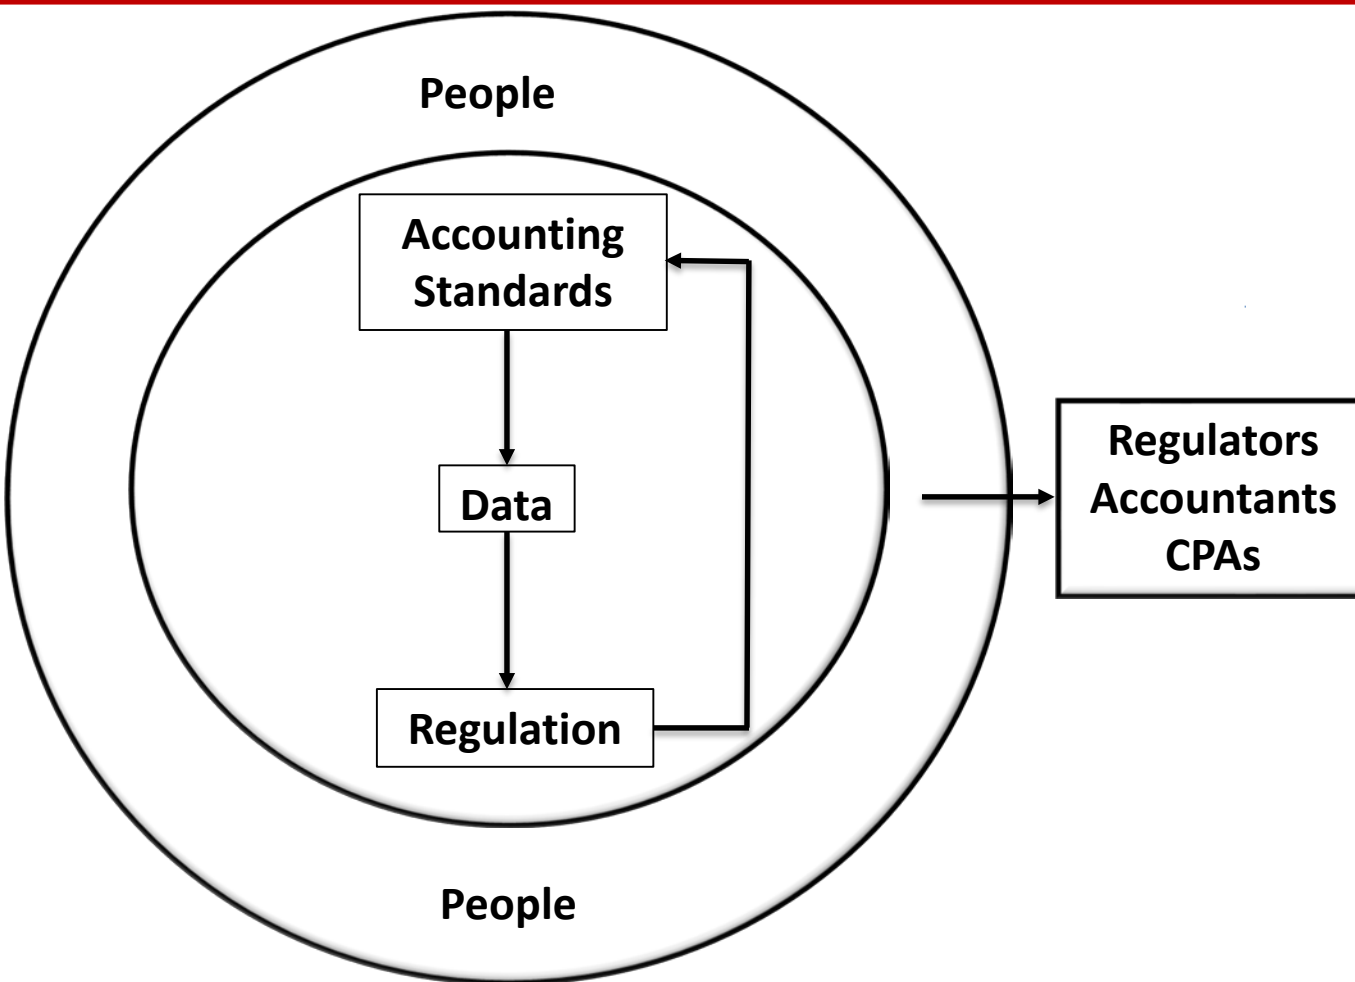 People
Accounting
Standards
Data
Regulation
People
Regulators
Accountants
CPAs